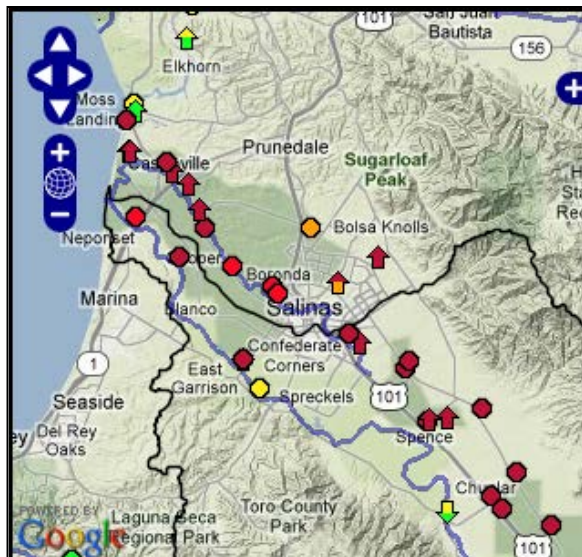 101
San Juan
Bautista
156
Elkhorn
Moss
Landing
Prunedale
Castroville
Sugarloaf
Peak
Bolsa Knolls
Neponset
Cooper
Boronda
Marina
Blanco
Salinas
Confederate
Corners
1
East
Garrison
Spreckels
101
Seaside
Del Rey
Oaks
Spence
Chualar
Toro County
Park
POWERED BY
Google
Laguna Seca
Regional Park
101